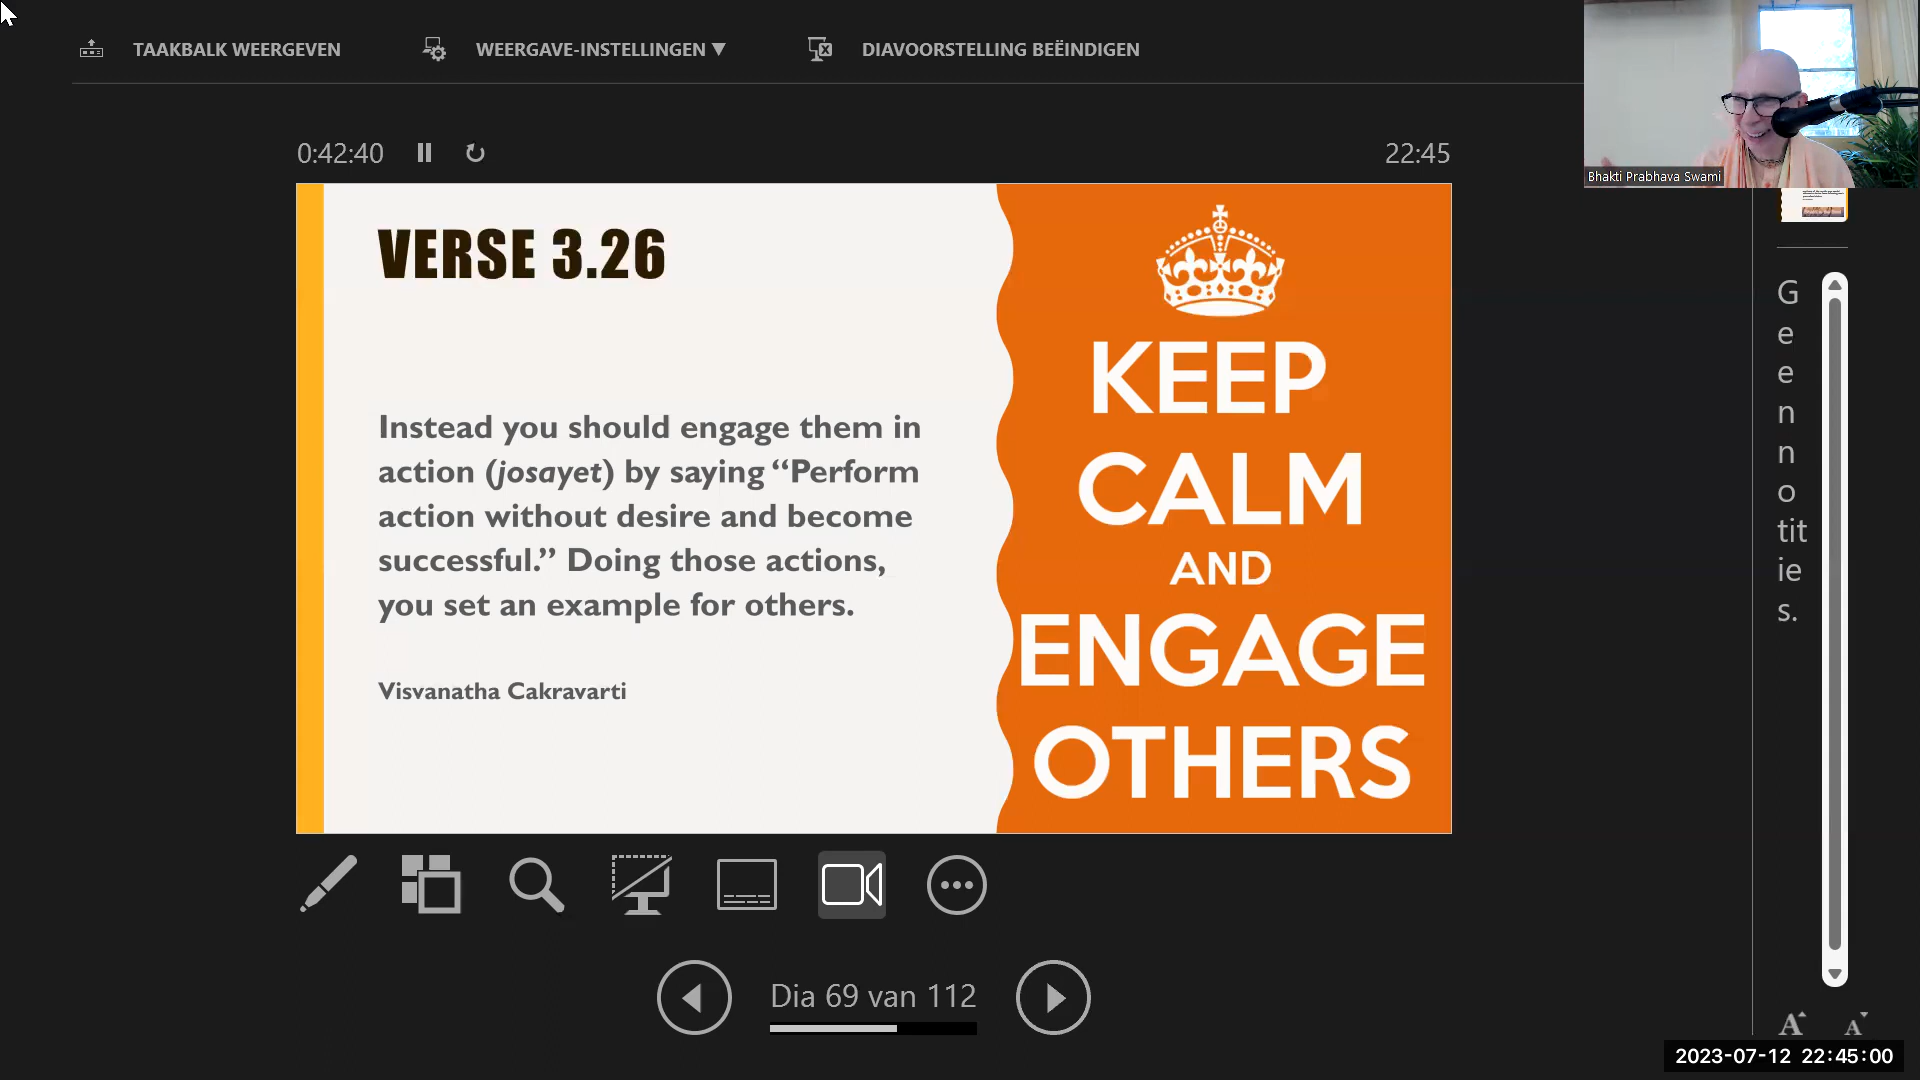 TAAKBALK WEERGEVEN
WEERGAVE-INSTELLINGEN ▼
DIAVOORSTELLING BEËINDIGEN
Bhakti Prabhava Swami
0:42:40
22:45
VERSE 3.26
Instead you should engage them in
action (josayet) by saying “Perform
action without desire and become
successful.” Doing those actions,
you set an example for others.
Visvanatha Cakravarti
KEEP
CALM
AND
ENGAGE
OTHERS
G
e
e
n
n
o
tit
ie
s.
Dia 69 van 112
A A
2023-07-12 22:45:00